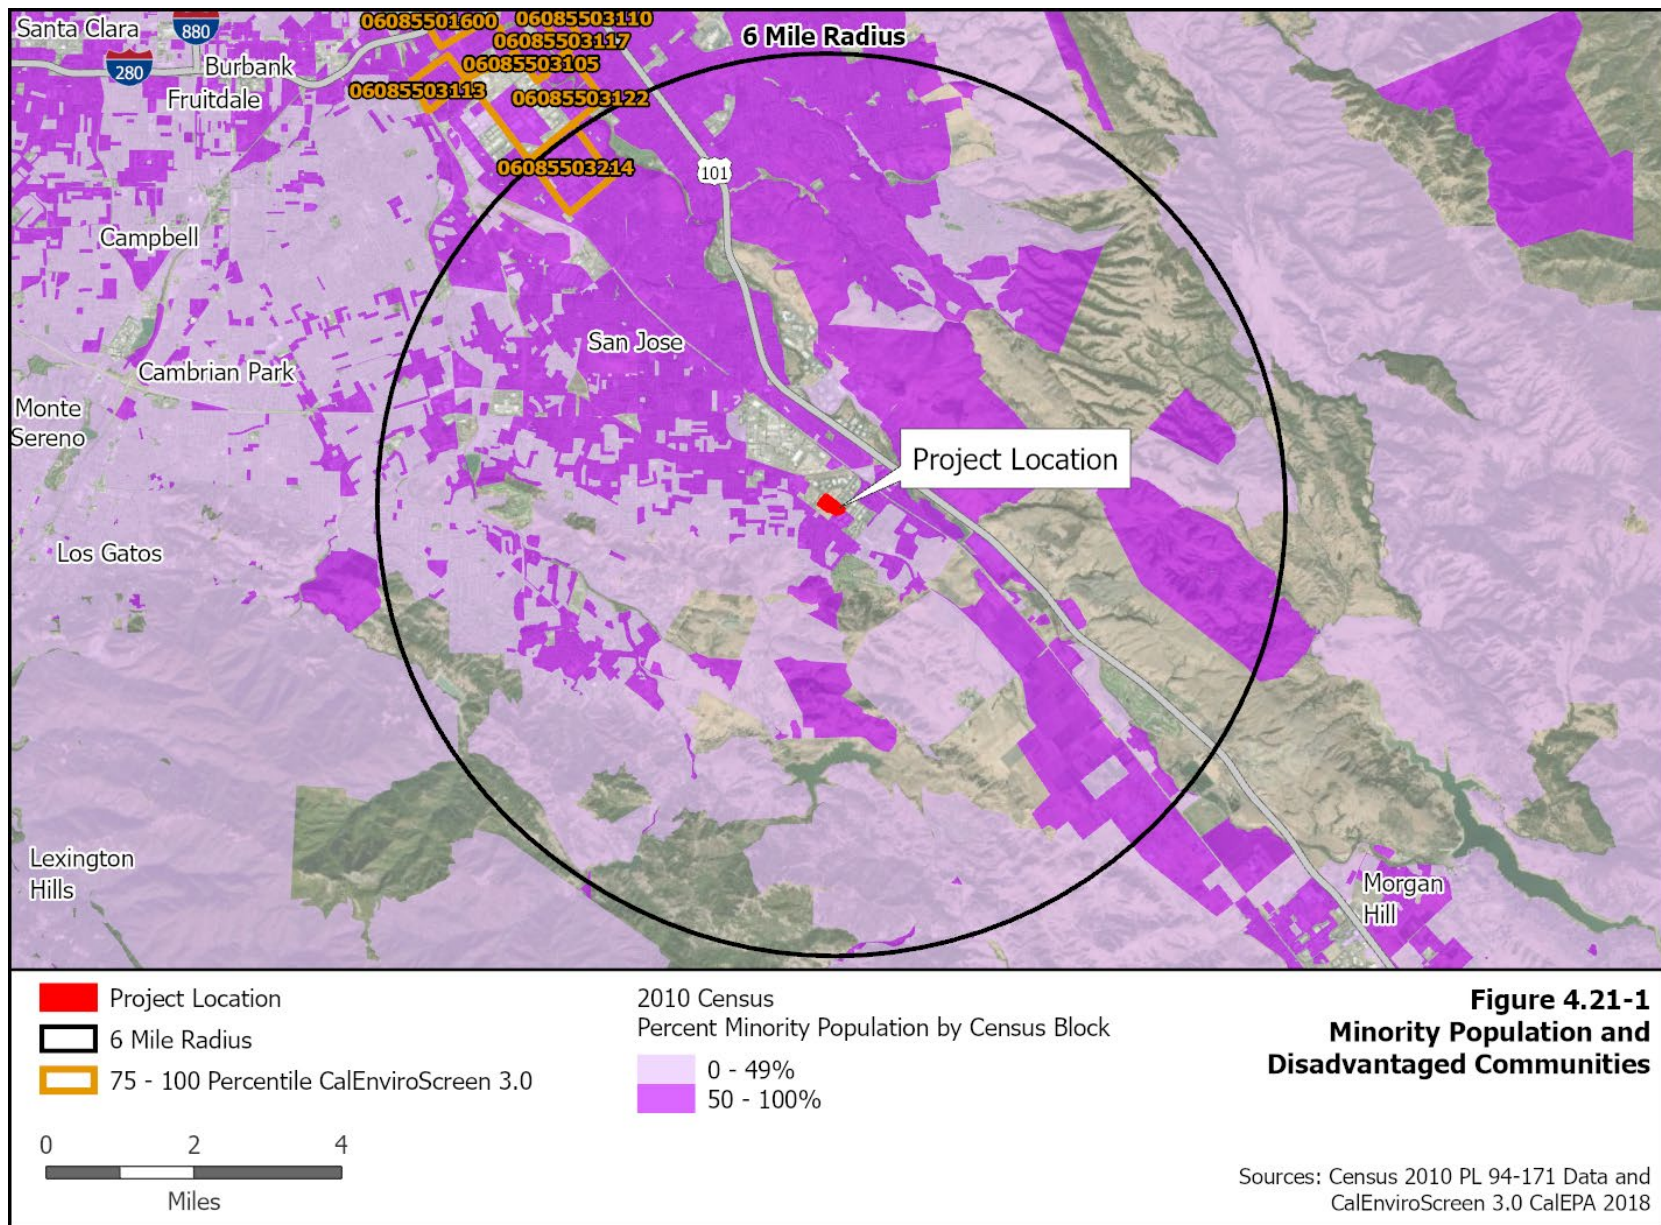 Santa Clara
880
06085501600
06085503110
06085503117
6 Mile Radius
280
Burbank
06085503105
Fruitdale
06085503113
06085503122
06085503214
101
Campbell
San Jose
Cambrian Park
Monte
Sereno
Project Location
Los Gatos
Lexington
Hills
Morgan
Hill
Project Location
6 Mile Radius
75 - 100 Percentile CalEnviroScreen 3.0
0 2 4
Miles
2010 Census
Percent Minority Population by Census Block
0 - 49%
50 - 100%
Figure 4.21-1
Minority Population and
Disadvantaged Communities
Sources: Census 2010 PL 94-171 Data and
CalEnviroScreen 3.0 CalEPA 2018